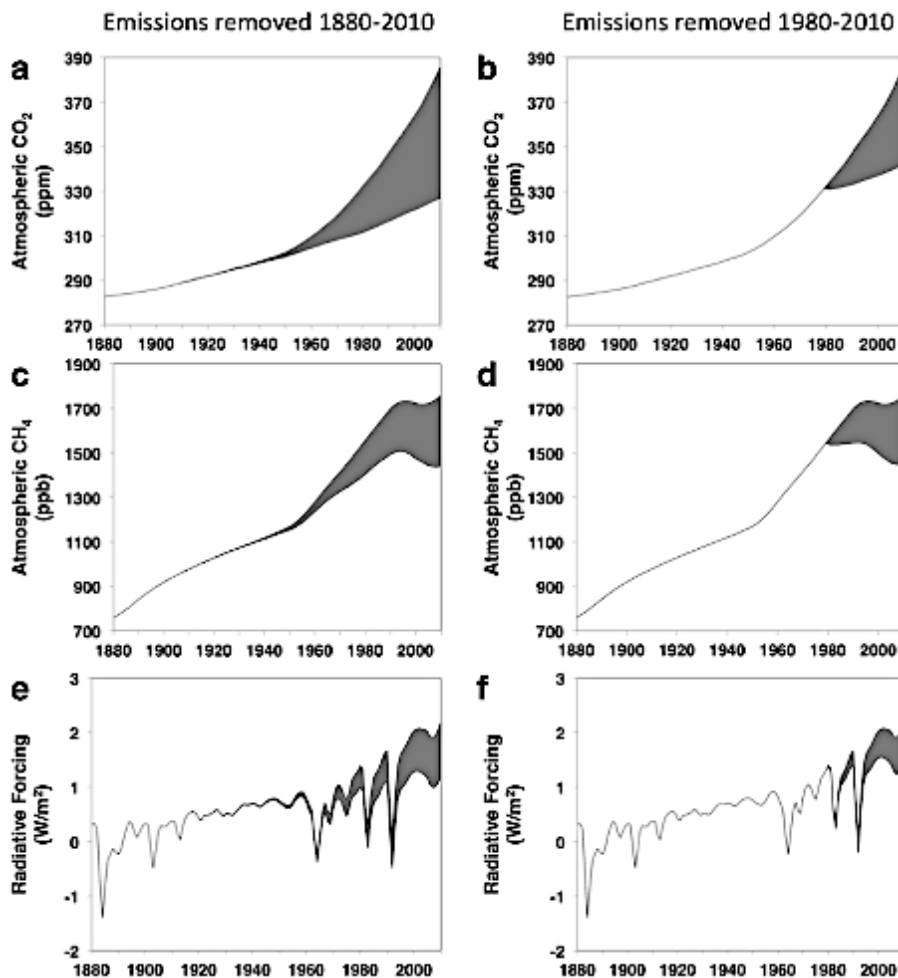 Emissions removed 1880-2010
Emissions removed 1980-2010
a
Atmospheric CO2
(ppm)
390
370
350
330
310
290
270
1880 1900 1920 1940 1960 1980 2000
b
Atmospheric CO2
(ppm)
390
370
350
330
310
290
270
1880 1900 1920 1940 1960 1980 2000
c
Atmospheric CH4
(ppb)
1900
1700
1500
1300
1100
900
700
1880 1900 1920 1940 1960 1980 2000
d
Atmospheric CH4
(ppb)
1900
1700
1500
1300
1100
900
700
1880 1900 1920 1940 1960 1980 2000
e
Radiative Forcing
(W/m²)
3
2
1
0
-1
-2
1880 1900 1920 1940 1960 1980 2000
f
Radiative Forcing
(W/m²)
3
2
1
0
-1
-2
1880 1900 1920 1940 1960 1980 2000